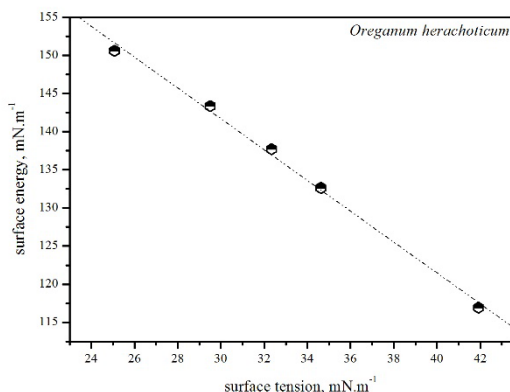 Oreganum herachoticum
155
150
145
140
135
130
125
120
115
surface energy, mN.m⁻¹
24 26 28 30 32 34 36 38 40 42
surface tension, mN.m⁻¹